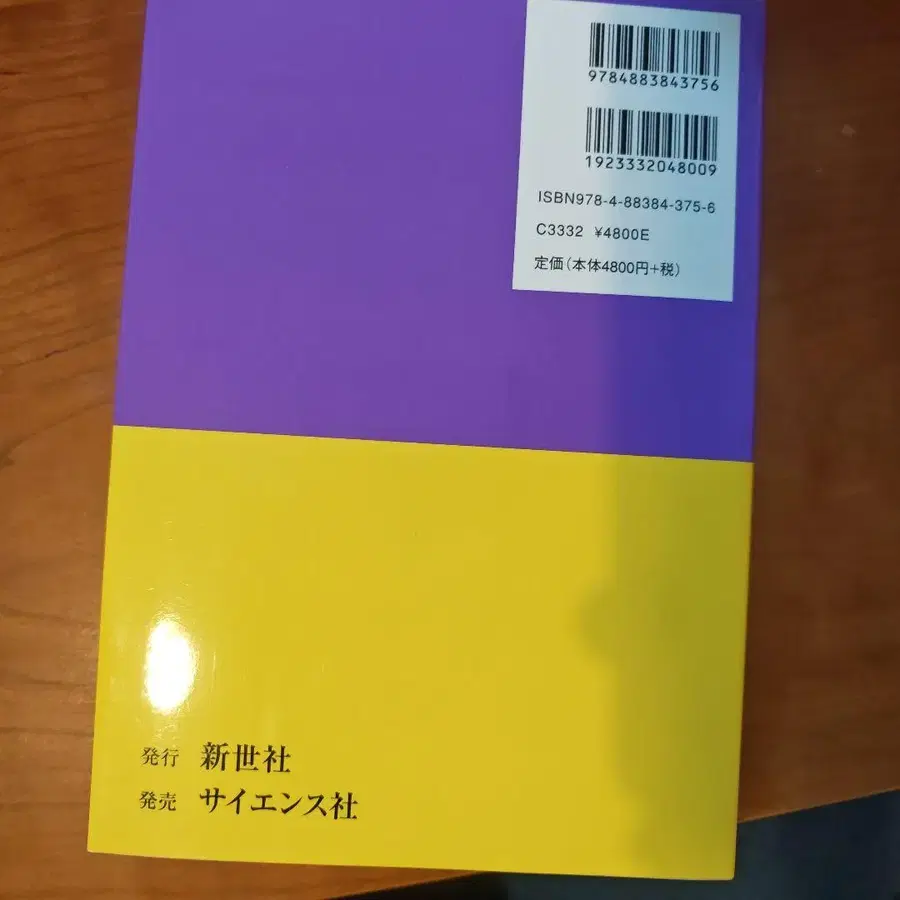 9784883843756
1923332048009
ISBN978-4-88384-375-6
C3332 ¥4800E
定価(本体4800円+税)
発行 新世社
発売 サイエンス社